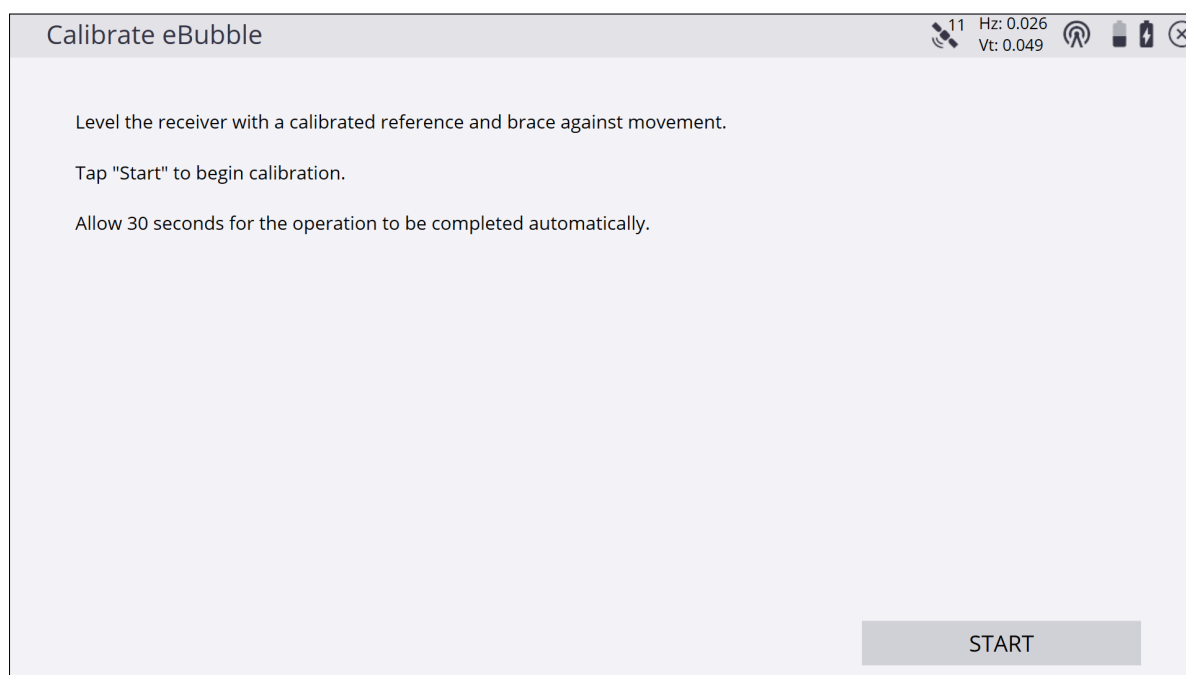 Calibrate eBubble
11
Hz: 0.026
Vt: 0.049
Level the receiver with a calibrated reference and brace against movement.
Tap "Start" to begin calibration.
Allow 30 seconds for the operation to be completed automatically.
START